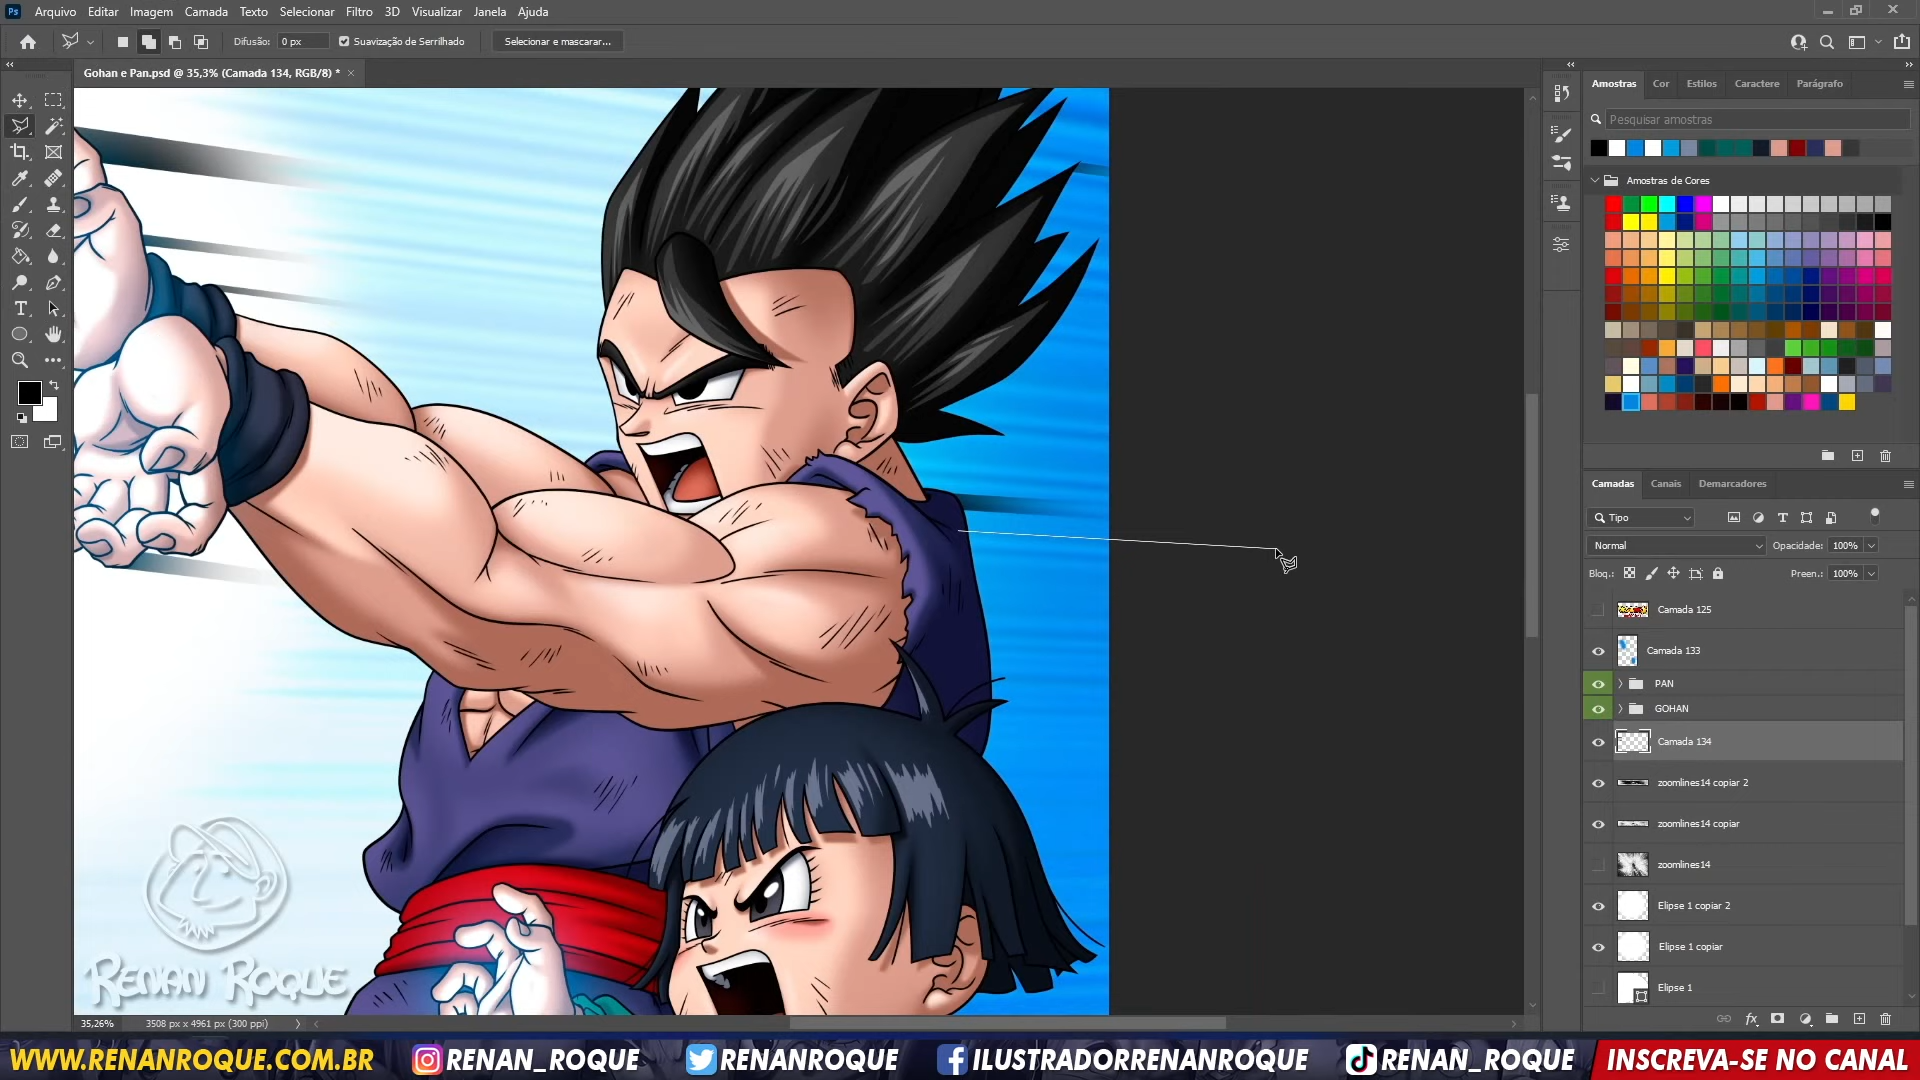 Ps Arquivo Editar Imagem Camada Texto Selecionar Filtro 3D Visualizar Janela Ajuda
Difusão: 0 px Suavização de Serrilhado Selecionar e mascarar...
Gohan e Pan.psd @ 35,3% (Camada 134, RGB/8) *
Amostras Cor Estilos Caractere Parágrafo
Pesquisar amostras
Amostras de Cores
Camadas Canais Demarcadores
Tipo
Normal Opacidade: 100%
Bloq.: Preen.: 100%
Camada 125
Camada 133
PAN
GOHAN
Camada 134
zoomlines14 copiar 2
zoomlines14 copiar
zoomlines14
Elipse 1 copiar 2
Elipse 1 copiar
Elipse 1
RENAN ROQUE
35,26% 3508 px x 4961 px (300 ppi)
WWW.RENANROQUE.COM.BR RENAN_ROQUE RENANROQUE ILUSTRADORRENANROQUE RENAN_ROQUE INSCREVA-SE NO CANAL